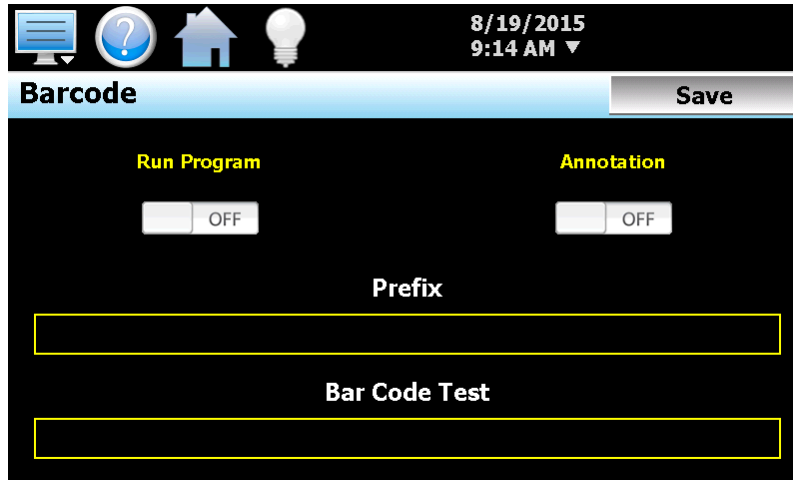 8/19/2015
9:14 AM ▼
Barcode
Save
Run Program
Annotation
OFF
OFF
Prefix
Bar Code Test